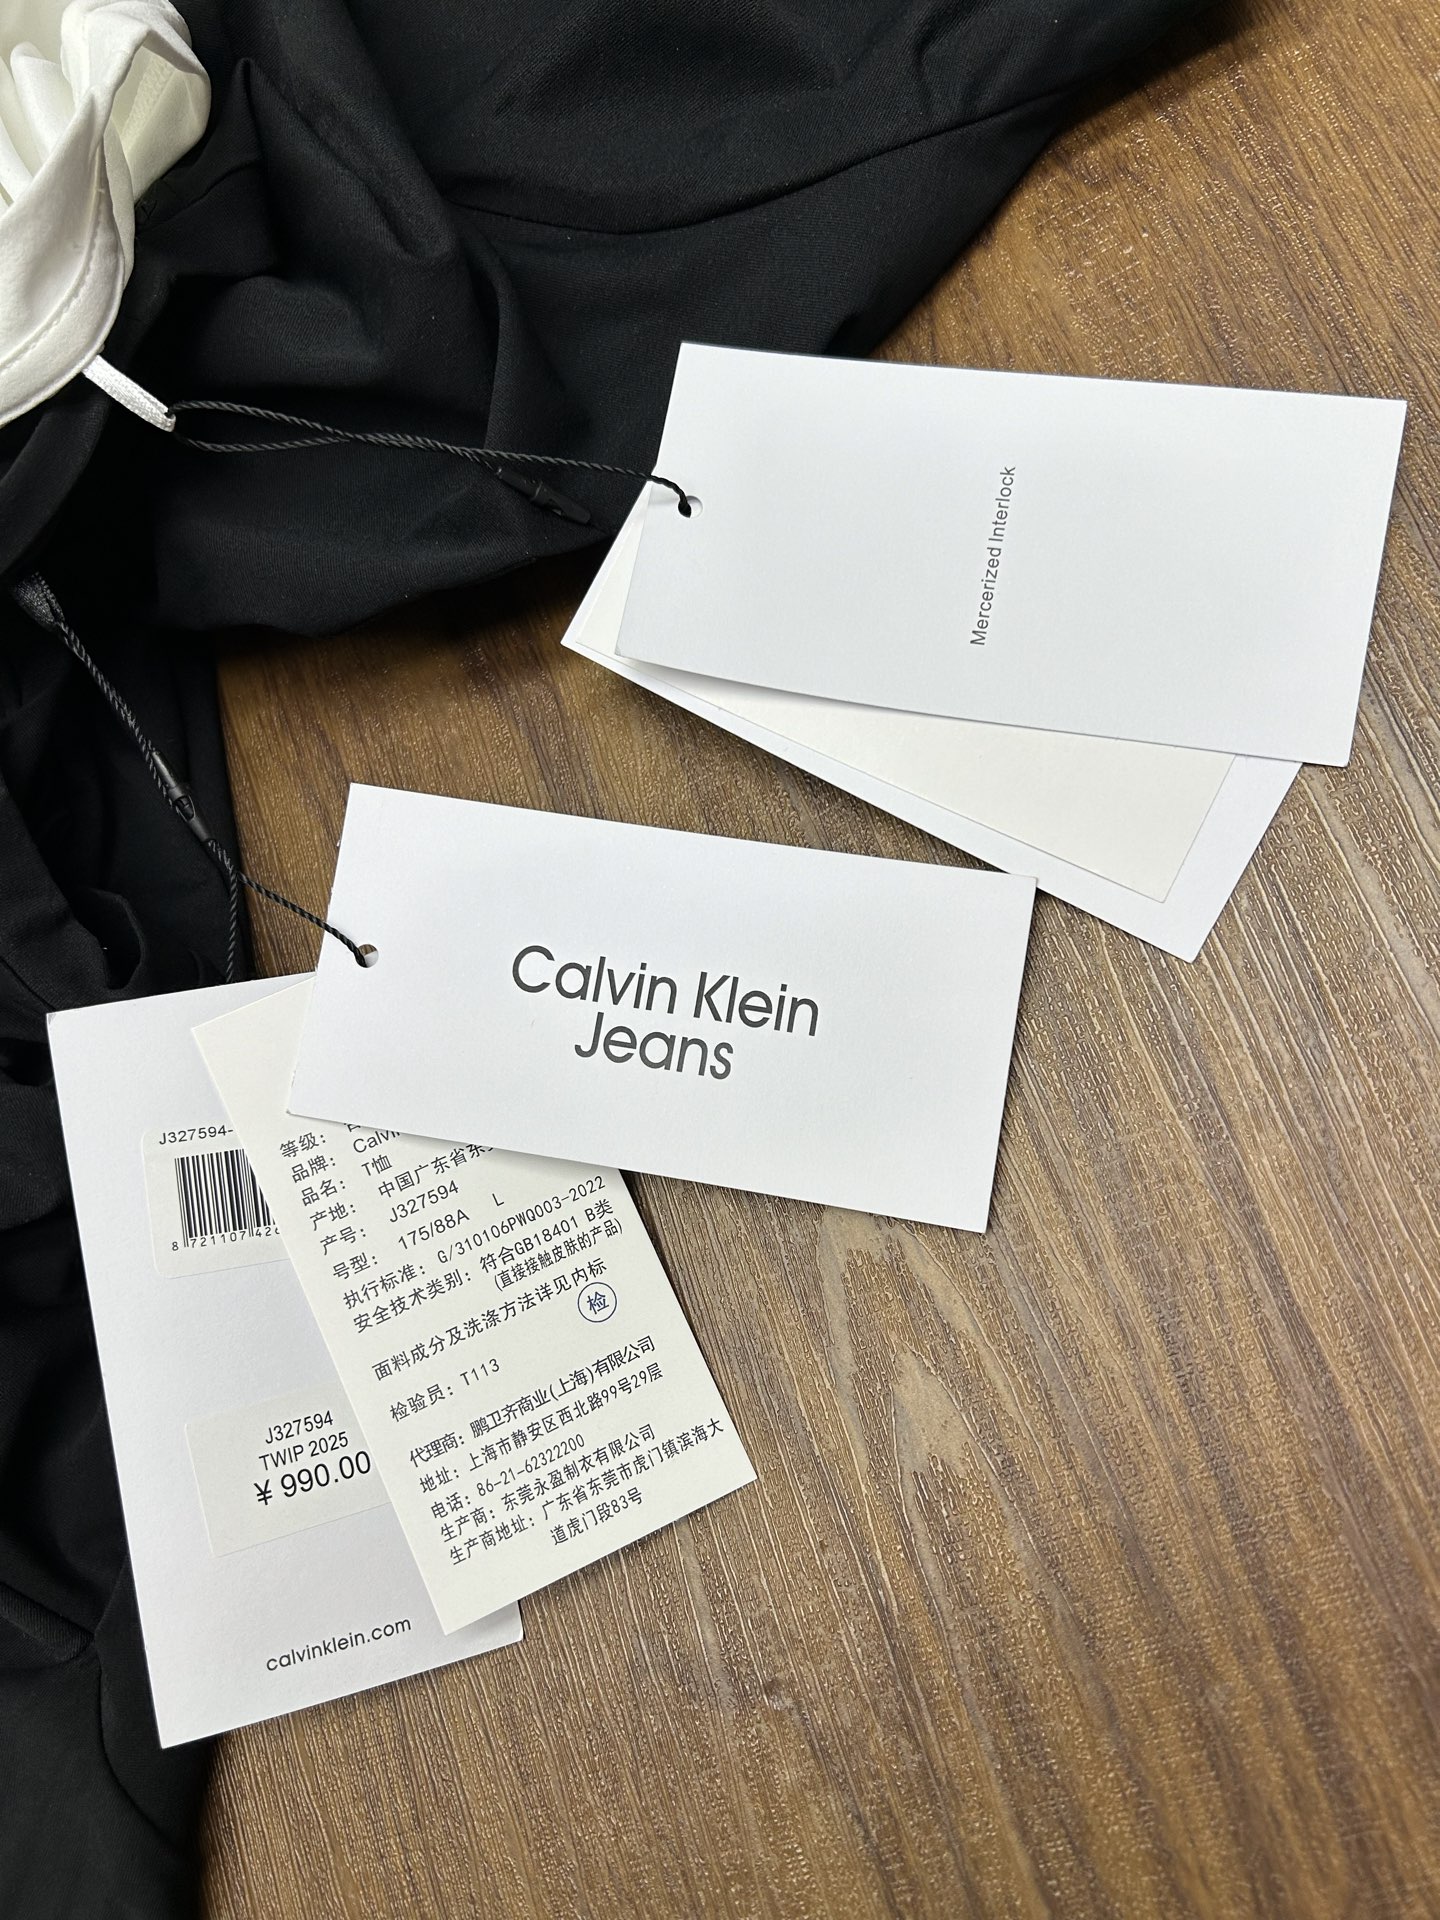 Mercerized Interlock
Calvin Klein
Jeans
J327594-
8 721107 42
J327594
TWIP 2025
¥ 990.00
calvinklein.com
等级：
品牌： Calvin
品名： T恤
产地： 中国广东省东
产号： J327594
号型： 175/88A L
执行标准： G/310106PWQ003-2022
安全技术类别： 符合GB18401 B类
(直接接触皮肤的产品)
面料成分及洗涤方法详见内标
检
检验员：T113
代理商：鹏卫齐商业(上海)有限公司
地址：上海市静安区西北路99号29层
电话：86-21-62322200
生产商：东莞永盈制衣有限公司
生产商地址：广东省东莞市虎门镇滨海大
道虎门段83号